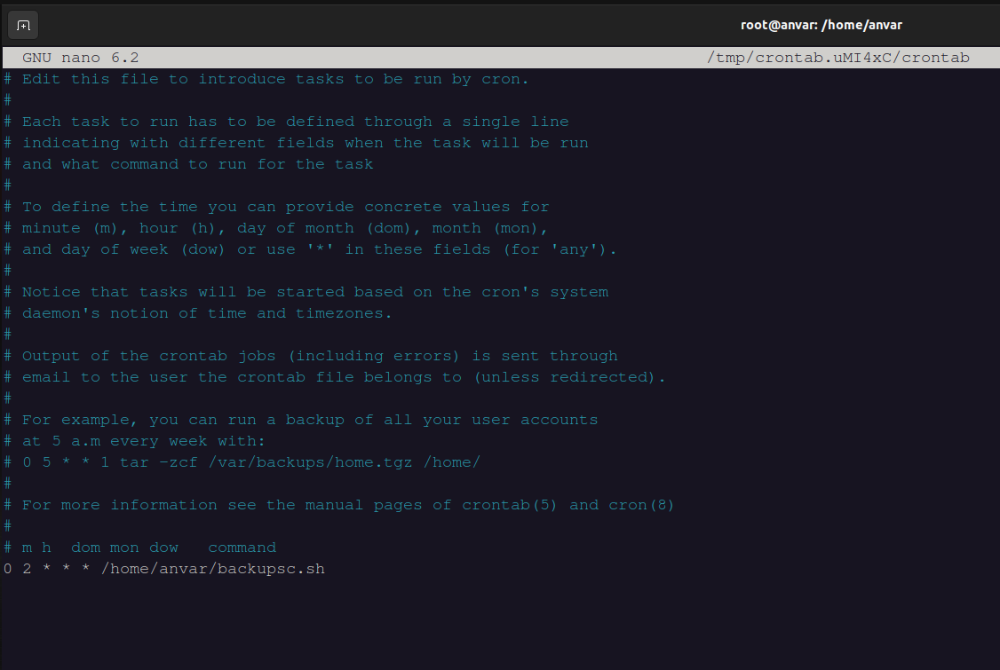 root@anvar: /home/anvar
GNU nano 6.2 /tmp/crontab.uMI4xC/crontab
# Edit this file to introduce tasks to be run by cron.
#
# Each task to run has to be defined through a single line
# indicating with different fields when the task will be run
# and what command to run for the task
#
# To define the time you can provide concrete values for
# minute (m), hour (h), day of month (dom), month (mon),
# and day of week (dow) or use '*' in these fields (for 'any').
#
# Notice that tasks will be started based on the cron's system
# daemon's notion of time and timezones.
#
# Output of the crontab jobs (including errors) is sent through
# email to the user the crontab file belongs to (unless redirected).
#
# For example, you can run a backup of all your user accounts
# at 5 a.m every week with:
# 0 5 * * 1 tar -zcf /var/backups/home.tgz /home/
#
# For more information see the manual pages of crontab(5) and cron(8)
#
# m h  dom mon dow   command
0 2 * * * /home/anvar/backupsc.sh